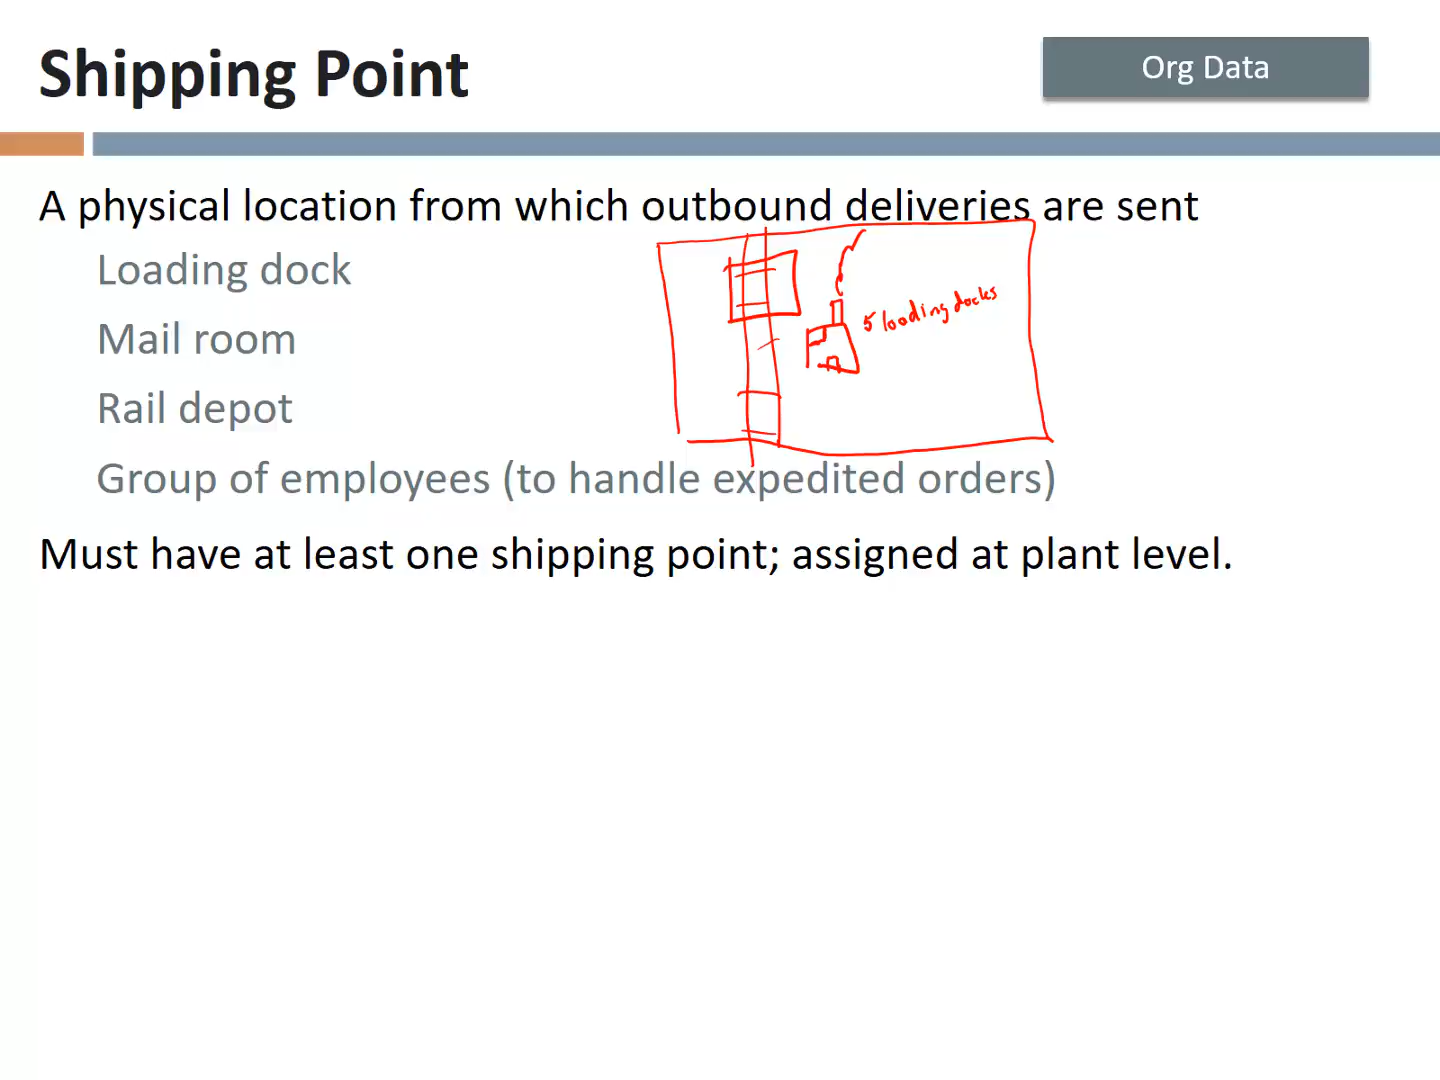 Shipping Point
Org Data
A physical location from which outbound deliveries are sent
Loading dock
5 loading docks
Mail room
Rail depot
Group of employees (to handle expedited orders)
Must have at least one shipping point; assigned at plant level.